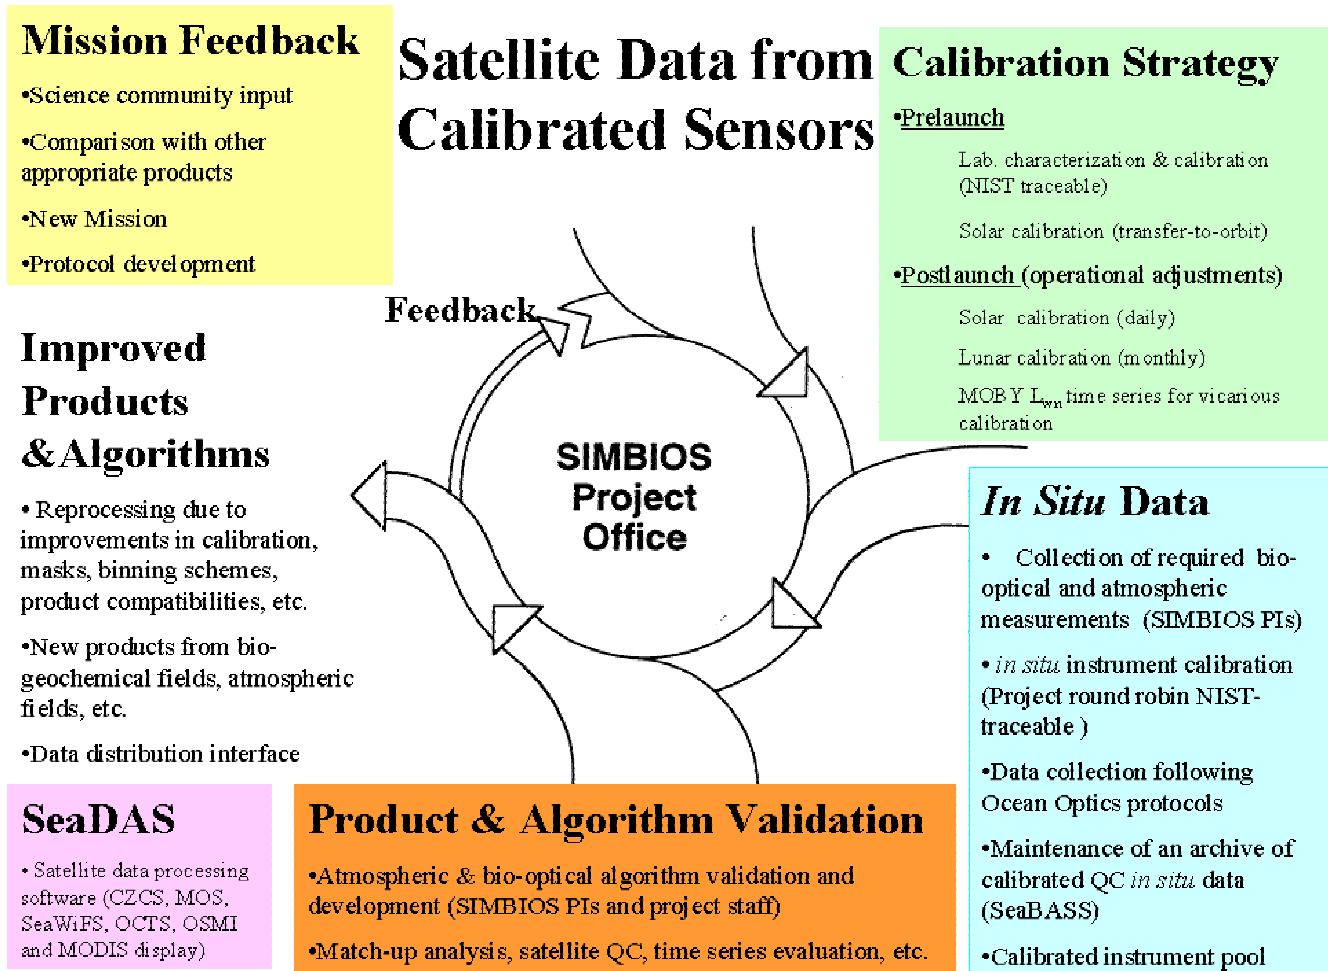 Mission Feedback
•Science community input
•Comparison with other
appropriate products
•New Mission
•Protocol development
Satellite Data from
Calibrated Sensors
Calibration Strategy
•Prelaunch
Lab. characterization & calibration
(NIST traceable)
Solar calibration (transfer-to-orbit)
•Postlaunch (operational adjustments)
Solar calibration (daily)
Lunar calibration (monthly)
MOBY Lwn time series for vicarious
calibration
Feedback
SIMBIOS
Project
Office
Improved
Products
&Algorithms
• Reprocessing due to
improvements in calibration,
masks, binning schemes,
product compatibilities, etc.
•New products from bio-
geochemical fields, atmospheric
fields, etc.
•Data distribution interface
In Situ Data
• Collection of required bio-
optical and atmospheric
measurements (SIMBIOS PIs)
• in situ instrument calibration
(Project round robin NIST-
traceable )
•Data collection following
Ocean Optics protocols
•Maintenance of an archive of
calibrated QC in situ data
(SeaBASS)
•Calibrated instrument pool
SeaDAS
• Satellite data processing
software (CZCS, MOS,
SeaWiFS, OCTS, OSMI
and MODIS display)
Product & Algorithm Validation
•Atmospheric & bio-optical algorithm validation and
development (SIMBIOS PIs and project staff)
•Match-up analysis, satellite QC, time series evaluation, etc.